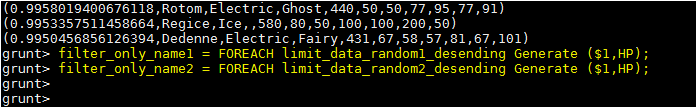 (0.9958019400676118,Rotom,Electric,Ghost,440,50,50,77,95,77,91)
(0.9953357511458664,Regice,Ice,,580,80,50,100,100,200,50)
(0.9950456856126394,Dedenne,Electric,Fairy,431,67,58,57,81,67,101)
grunt> filter_only_name1 = FOREACH limit_data_random1_desending Generate ($1,HP);
grunt> filter_only_name2 = FOREACH limit_data_random2_desending Generate ($1,HP);
grunt>
grunt>